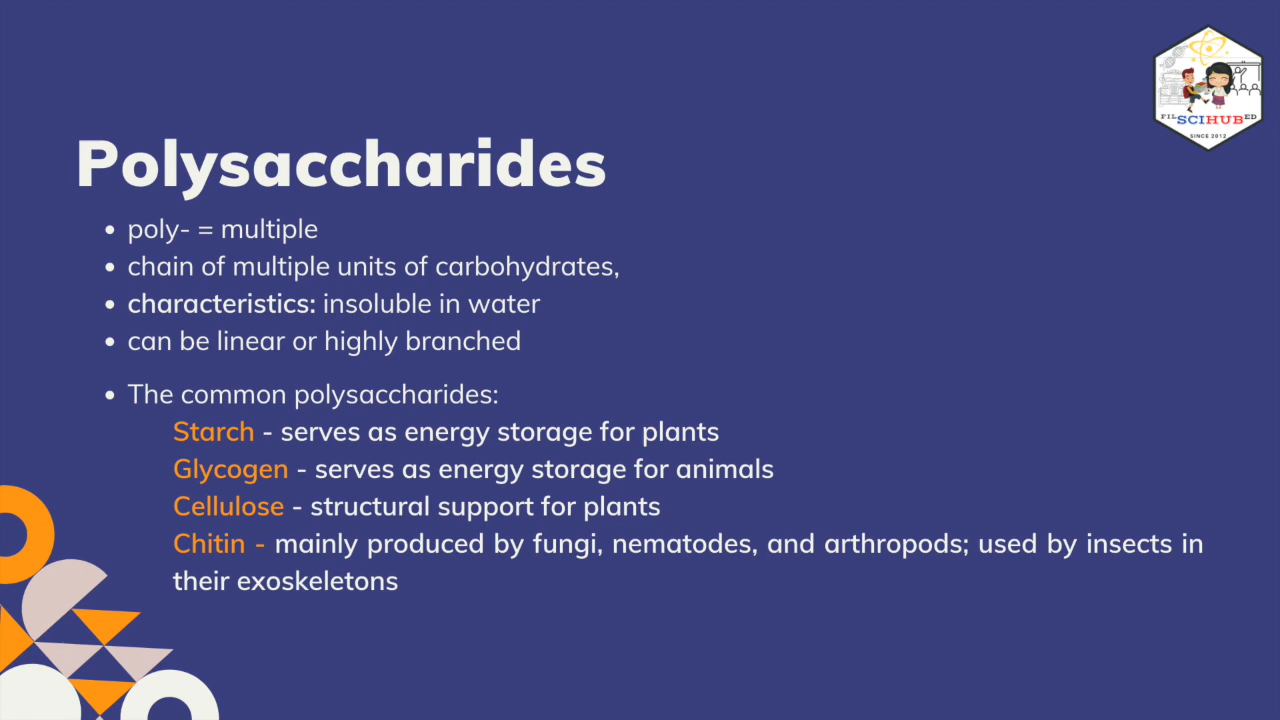 FIL SCIHUB ED
SINCE 2012
Polysaccharides
• poly- = multiple
• chain of multiple units of carbohydrates,
• characteristics: insoluble in water
• can be linear or highly branched
• The common polysaccharides:
Starch - serves as energy storage for plants
Glycogen - serves as energy storage for animals
Cellulose - structural support for plants
Chitin - mainly produced by fungi, nematodes, and arthropods; used by insects in
their exoskeletons